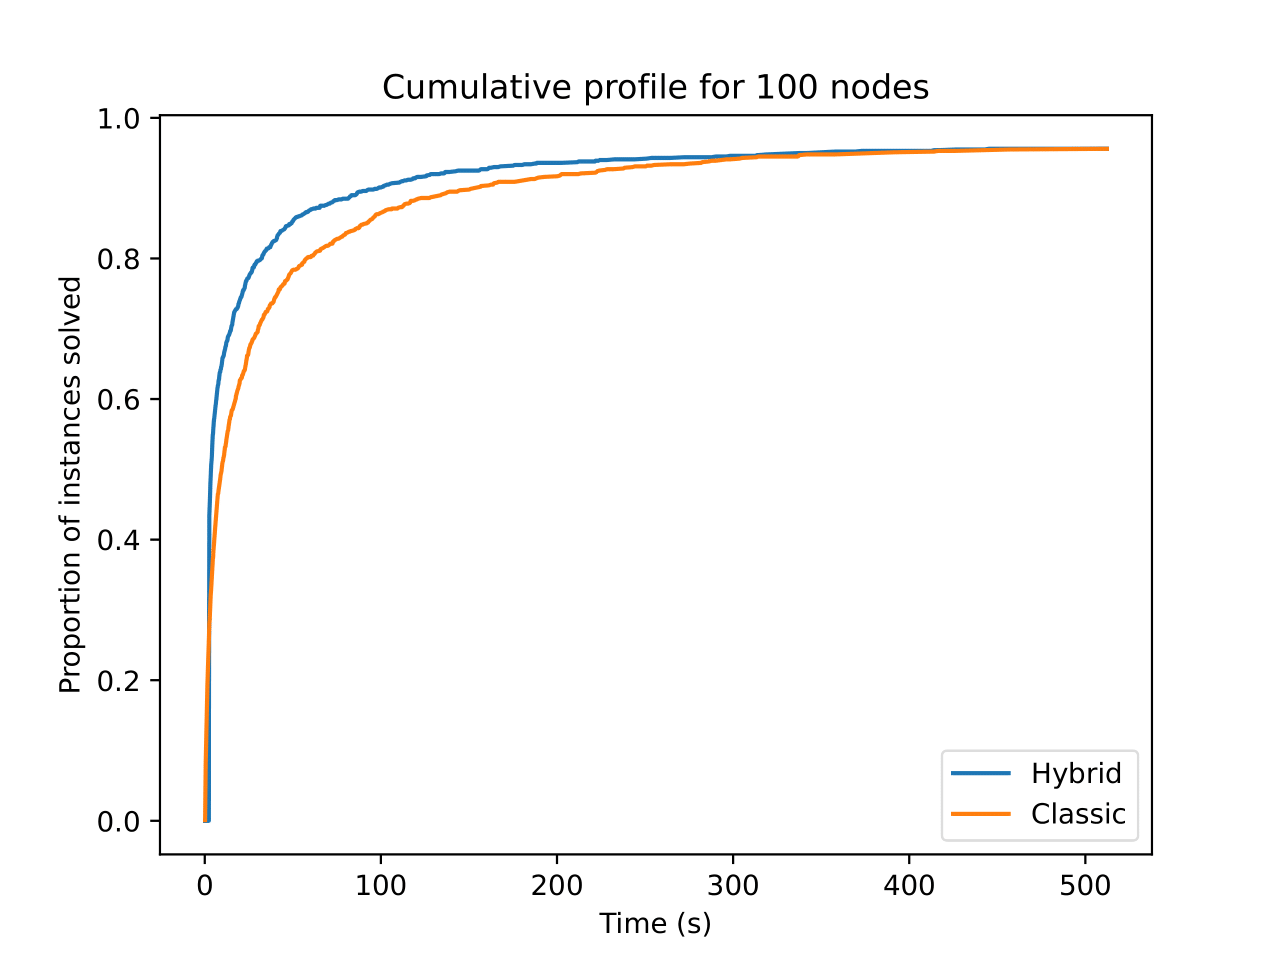 Cumulative profile for 100 nodes
1.0
0.8
0.6
0.4
0.2
0.0
Proportion of instances solved
0 100 200 300 400 500
Time (s)
Hybrid
Classic